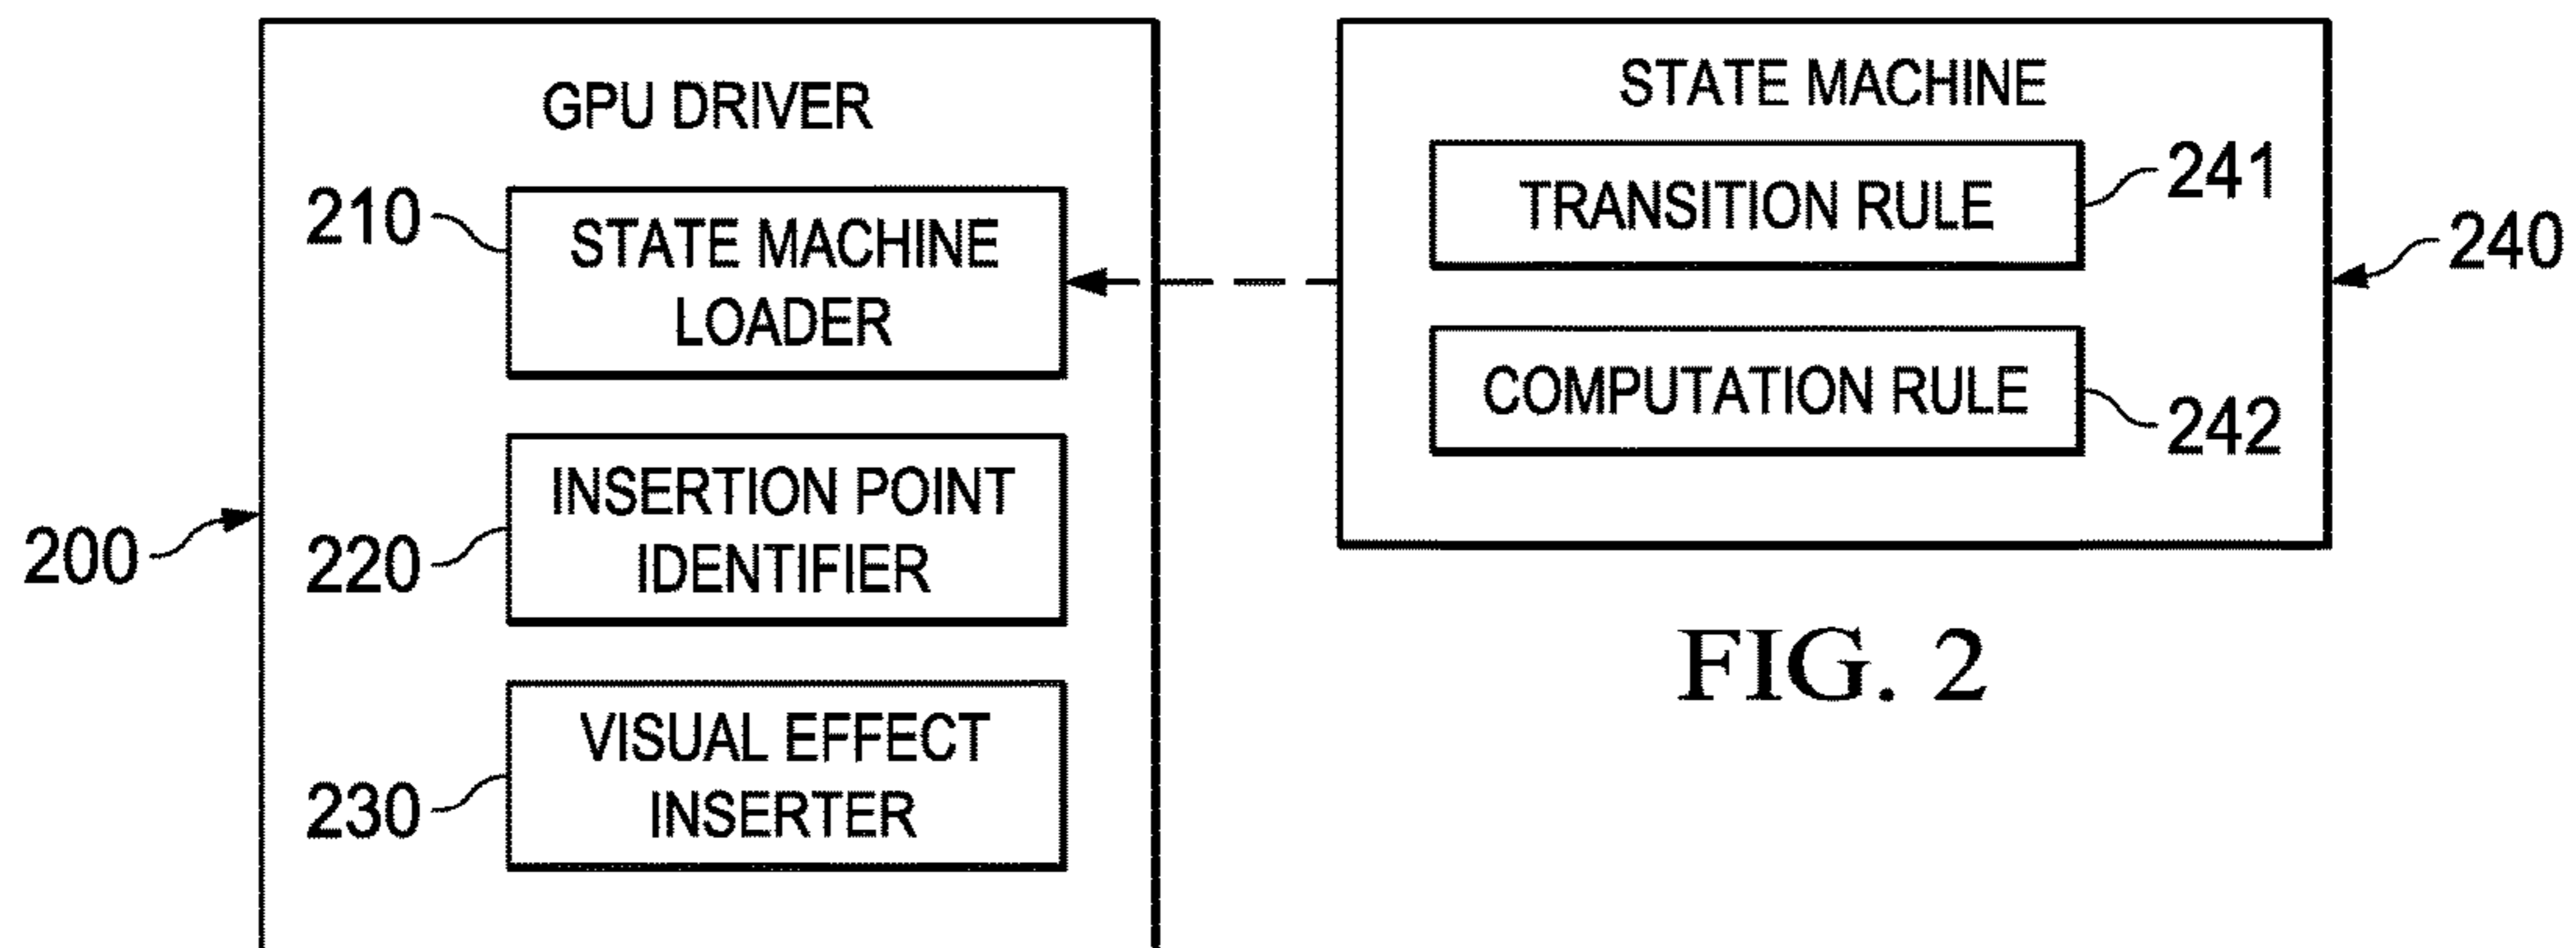 GPU DRIVER
210
STATE MACHINE
LOADER
220
INSERTION POINT
IDENTIFIER
230
VISUAL EFFECT
INSERTER
200
STATE MACHINE
TRANSITION RULE
241
COMPUTATION RULE
242
240
FIG. 2